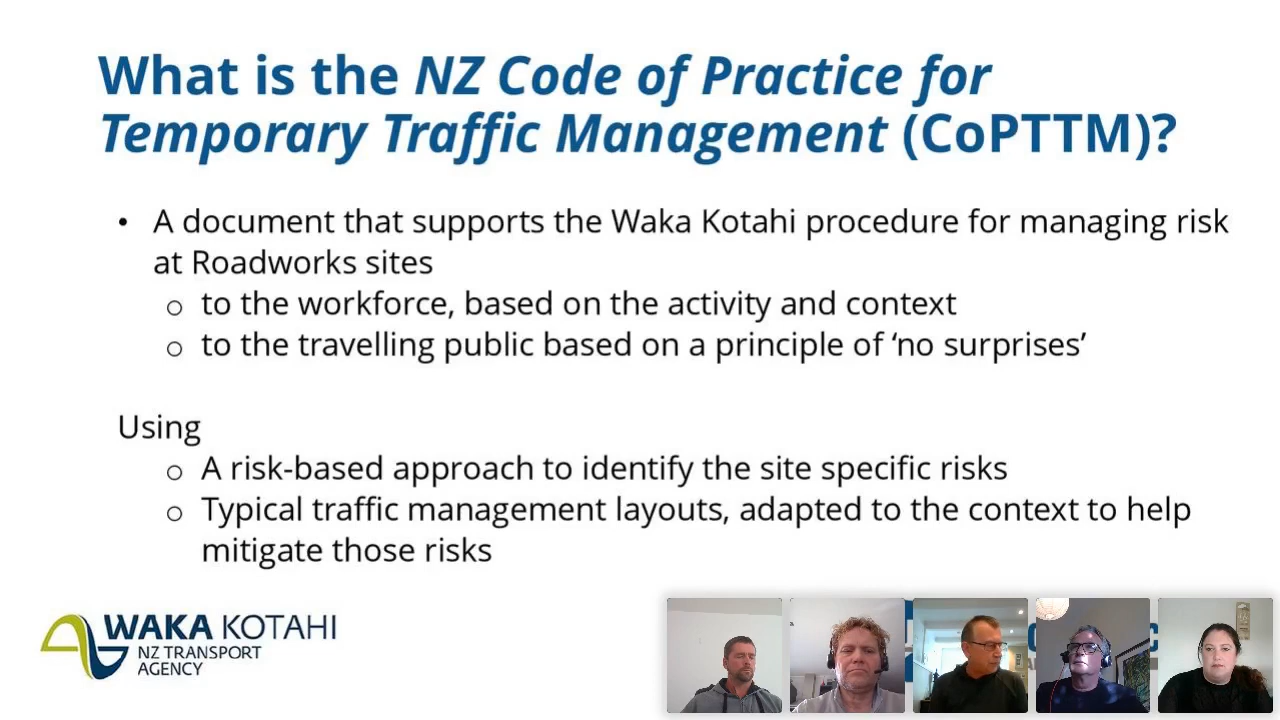 What is the NZ Code of Practice for
Temporary Traffic Management (CoPTTM)?
• A document that supports the Waka Kotahi procedure for managing risk
at Roadworks sites
o to the workforce, based on the activity and context
o to the travelling public based on a principle of ‘no surprises’
Using
o A risk-based approach to identify the site specific risks
o Typical traffic management layouts, adapted to the context to help
mitigate those risks
WAKA KOTAHI
NZ TRANSPORT
AGENCY